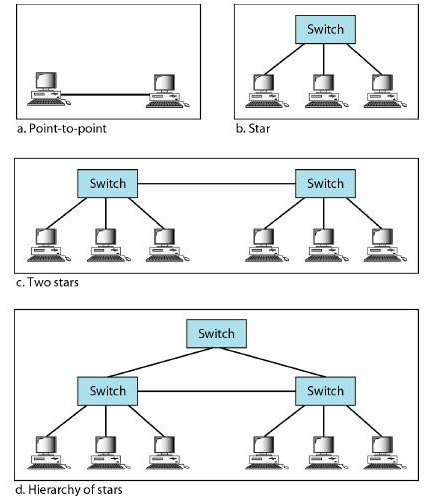 Switch
a. Point-to-point
b. Star
Switch
Switch
c. Two stars
Switch
Switch
Switch
d. Hierarchy of stars